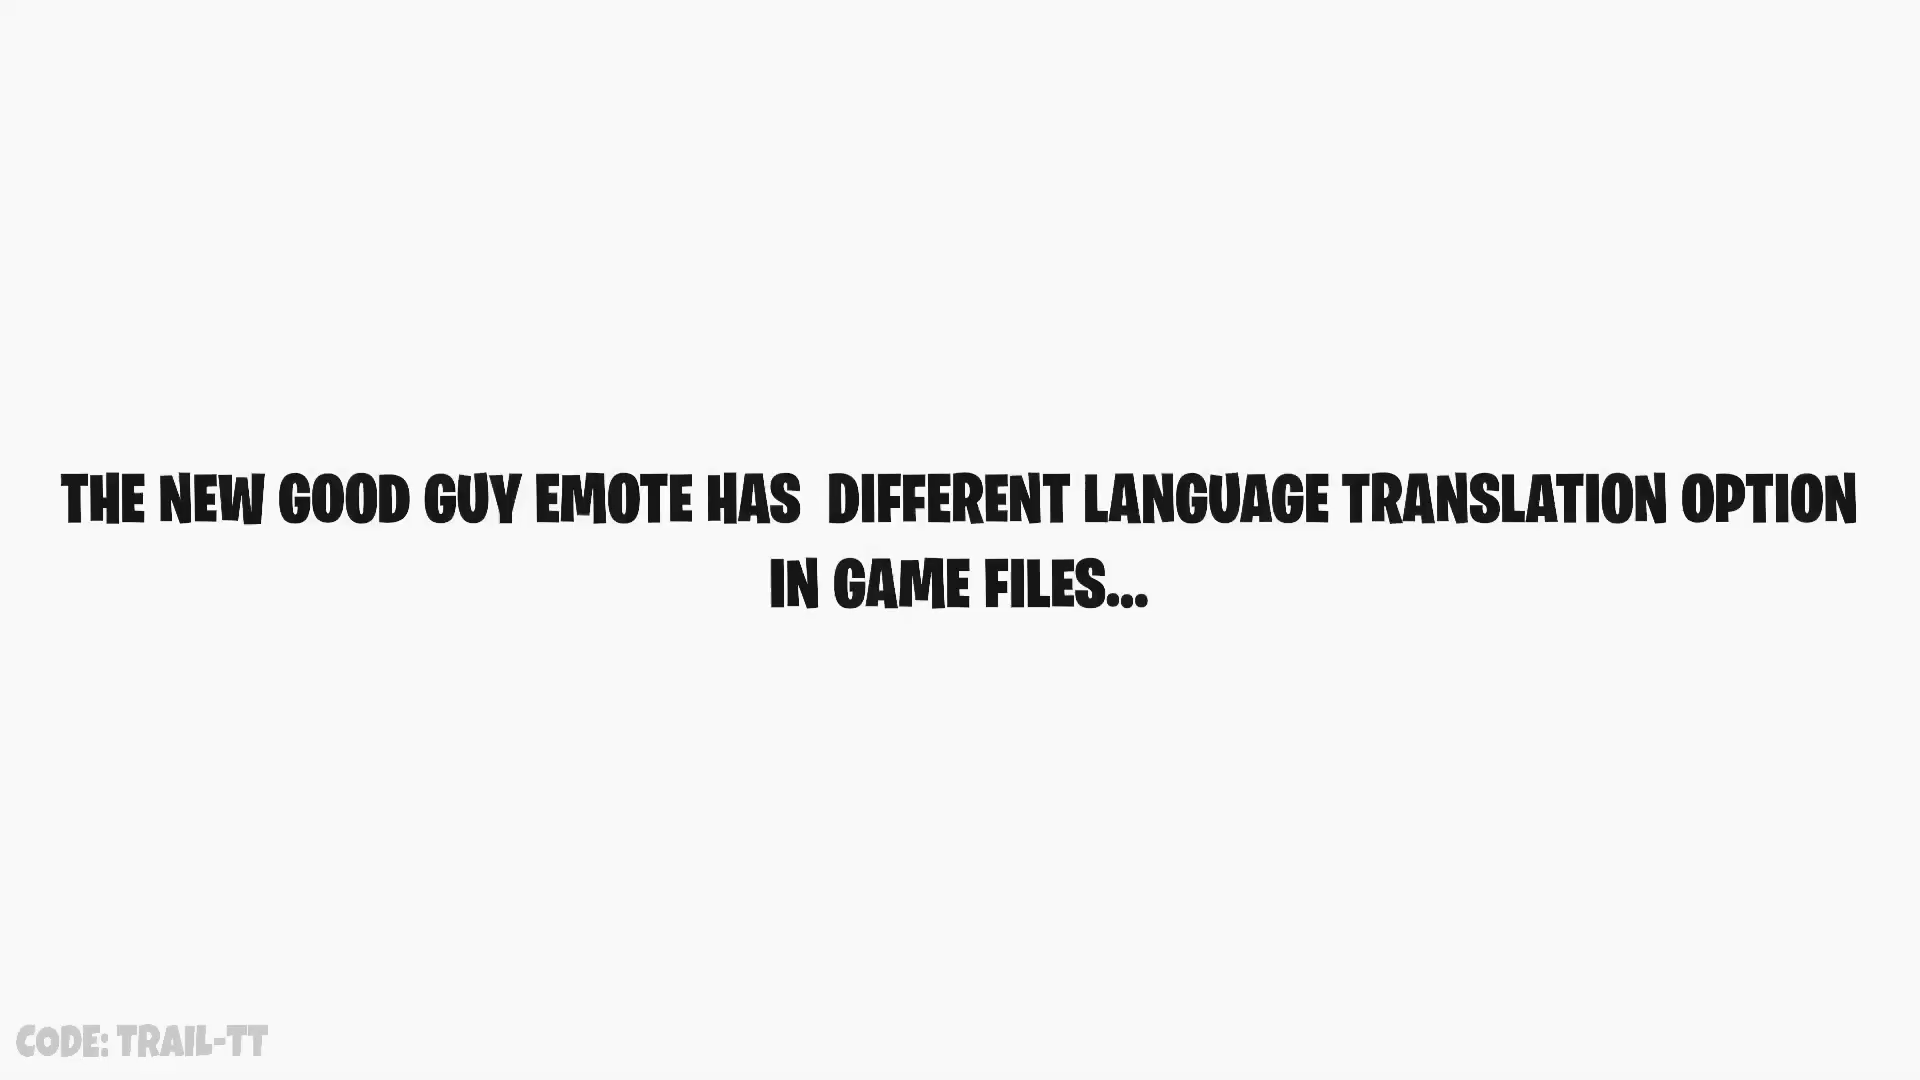 THE NEW GOOD GUY EMOTE HAS  DIFFERENT LANGUAGE TRANSLATION OPTION
IN GAME FILES...
CODE: TRAIL-TT